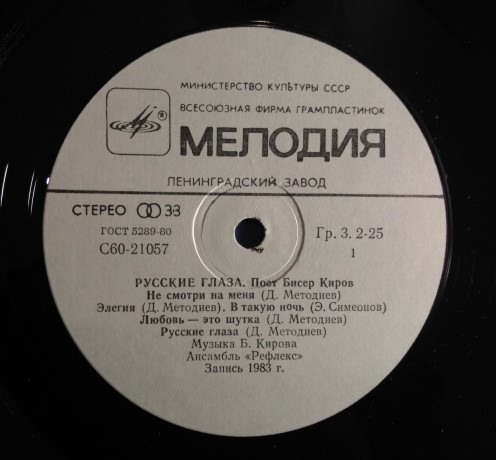 МИНИСТЕРСТВО КУЛЬТУРЫ СССР
ВСЕСОЮЗНАЯ ФИРМА ГРАМПЛАСТИНОК
МЕЛОДИЯ
ЛЕНИНГРАДСКИЙ ЗАВОД
СТЕРЕО 33
ГОСТ 5289-80
С60-21057
Гр. 3. 2-25
1
РУССКИЕ ГЛАЗА. Поет Бисер Киров
Не смотри на меня (Д. Методиев)
Элегия (Д. Методиев). В такую ночь (Э. Симеонов)
Любовь — это шутка (Д. Методиев)
Русские глаза (Д. Методиев)
Музыка Б. Кирова
Ансамбль «Рефлекс»
Запись 1983 г.